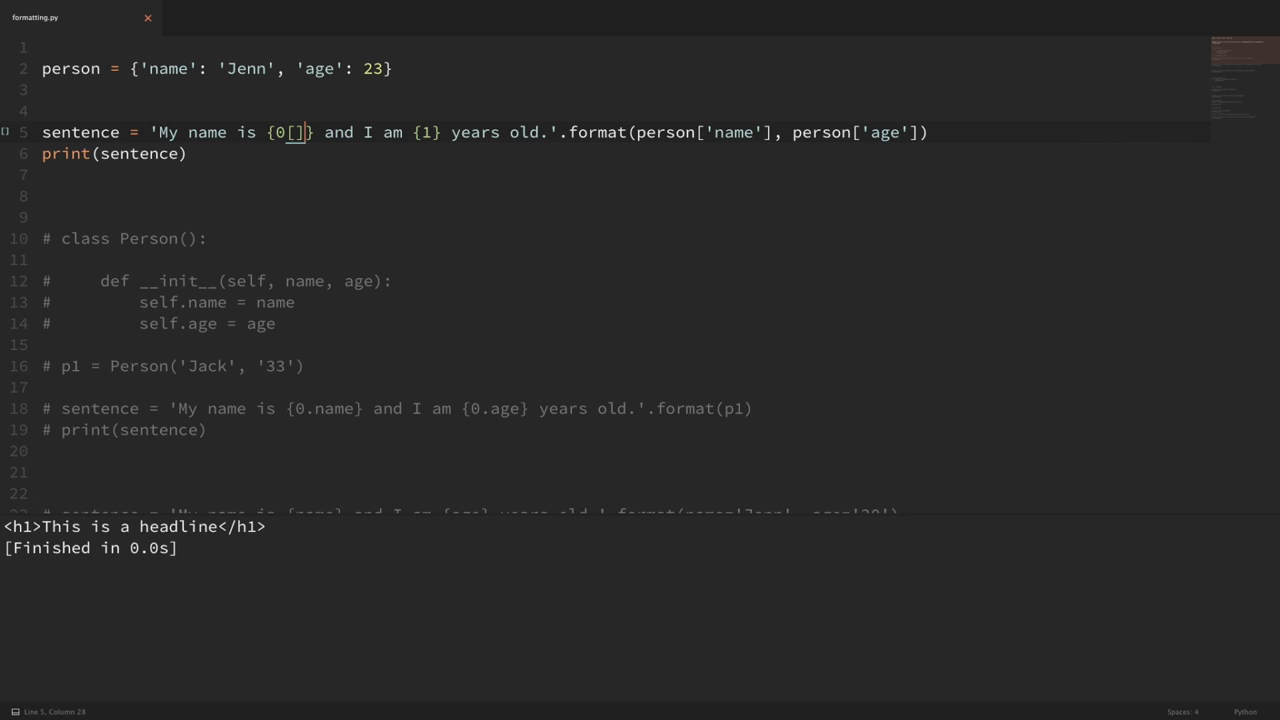 formatting.py
1
2 person = {'name': 'Jenn', 'age': 23}
3
4
5 sentence = 'My name is {0[]} and I am {1} years old.'.format(person['name'], person['age'])
6 print(sentence)
7
8
9
10 # class Person():
11
12 #     def __init__(self, name, age):
13 #         self.name = name
14 #         self.age = age
15
16 # p1 = Person('Jack', '33')
17
18 # sentence = 'My name is {0.name} and I am {0.age} years old.'.format(p1)
19 # print(sentence)
20
21
22
<h1>This is a headline</h1>
[Finished in 0.0s]
Line 5, Column 28
Spaces: 4
Python